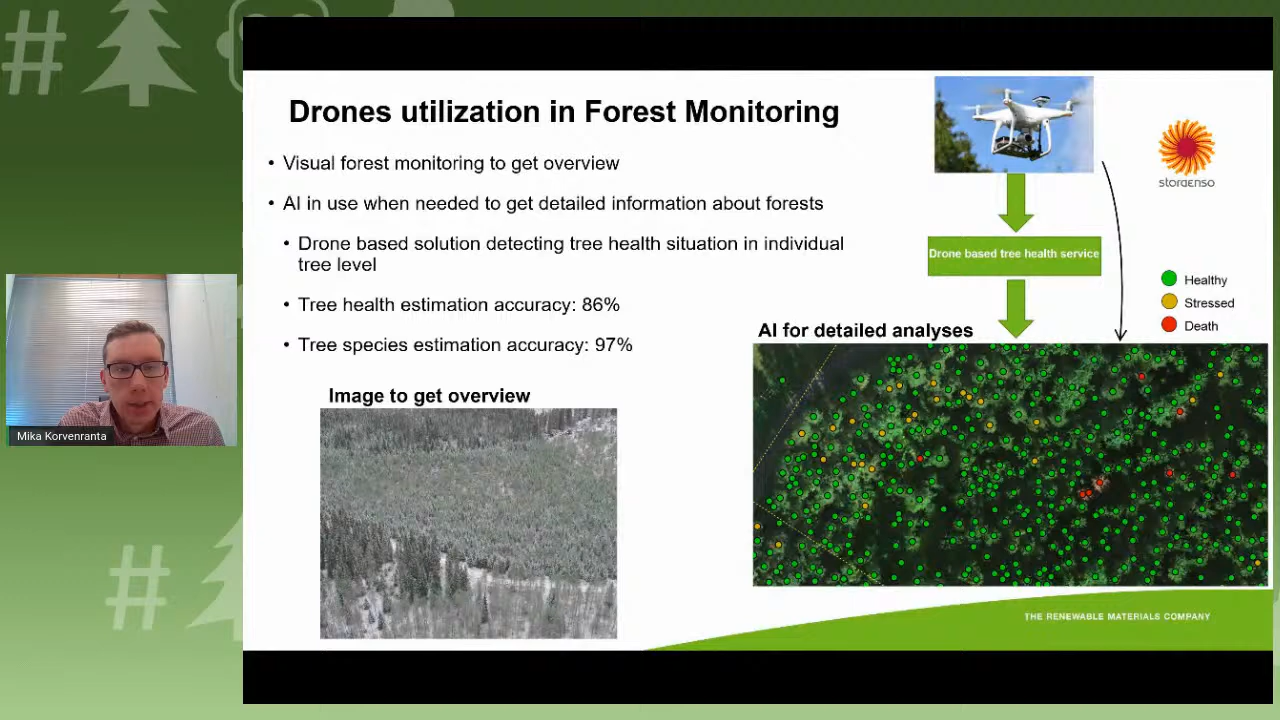 Drones utilization in Forest Monitoring
• Visual forest monitoring to get overview
• AI in use when needed to get detailed information about forests
• Drone based solution detecting tree health situation in individual
tree level
• Tree health estimation accuracy: 86%
• Tree species estimation accuracy: 97%
Image to get overview
storaenso
Drone based tree health service
Healthy
Stressed
Death
AI for detailed analyses
THE RENEWABLE MATERIALS COMPANY
Mika Korvenranta
#
#